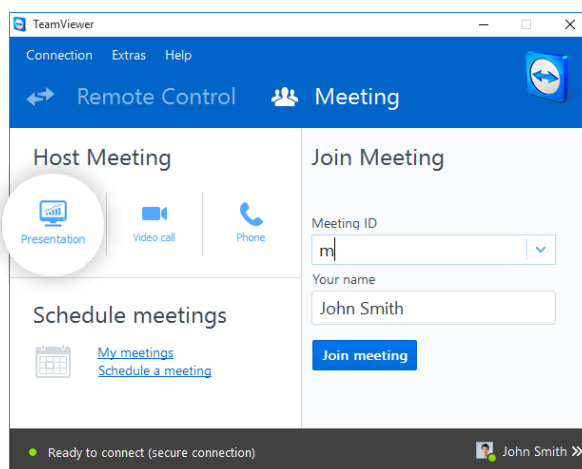 TeamViewer
Connection Extras Help
Remote Control Meeting
Host Meeting
Presentation Video call Phone
Schedule meetings
My meetings
Schedule a meeting
Join Meeting
Meeting ID
m
Your name
John Smith
Join meeting
Ready to connect (secure connection) John Smith